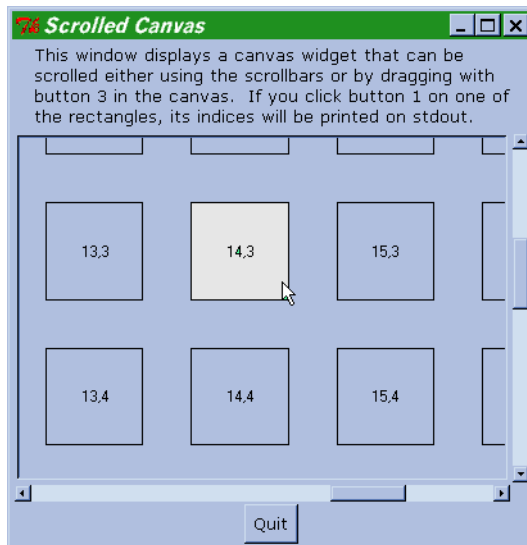 Scrolled Canvas
This window displays a canvas widget that can be
scrolled either using the scrollbars or by dragging with
button 3 in the canvas.  If you click button 1 on one of
the rectangles, its indices will be printed on stdout.
13,3 14,3 15,3
13,4 14,4 15,4
Quit